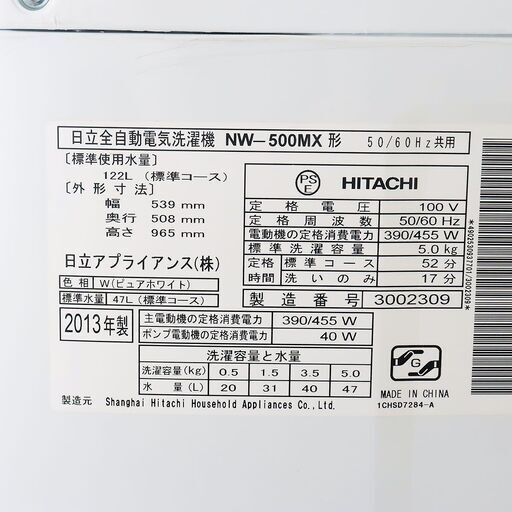 日立全自動電気洗濯機 NW-500MX 形 50/60Hz共用
〔標準使用水量〕
122L (標準コース)
〔外形寸法〕
幅 539 mm
奥行 508 mm
高さ 965 mm
日立アプライアンス(株)
色相 W(ピュアホワイト)
標準水量 47L(標準コース)
2013年製
PSE HITACHI
定格電圧 100 V
定格周波数 50/60 Hz
電動機の定格消費電力 390/455 W
標準洗濯容量 5.0kg
定格 標準コース 52分
時間 洗いのみ 17分
製造番号 3002309
主電動機の定格消費電力 390/455 W
ポンプ電動機の定格消費電力 40 W
洗濯容量と水量
洗濯容量(kg) 0.5 1.5 3.5 5.0
水量(L) 20 31 40 47
製造元 Shanghai Hitachi Household Appliances Co., Ltd.
G
MADE IN CHINA
1CHSD7284-A
*4902530937701/3002309*